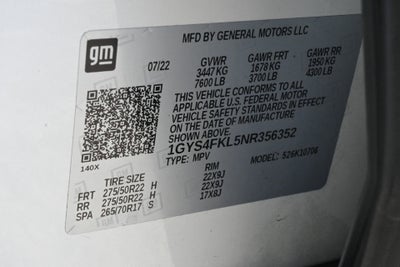 MFD BY GENERAL MOTORS LLC
gm
07/22 GVWR GAWR FRT GAWR RR
3447 KG 1678 KG 1950 KG
7600 LB 3700 LB 4300 LB
THIS VEHICLE CONFORMS TO ALL
APPLICABLE U.S. FEDERAL MOTOR
VEHICLE SAFETY STANDARDS IN EFFECT
ON THE DATE OF MANUFACTURE
SHOWN ABOVE.
1GYS4FKL5NR356352
140X TYPE: MPV MODEL: 526K10706
TIRE SIZE RIM
FRT 275/50R22 H 22X9J
RR 275/50R22 H 22X9J
SPA 265/70R17 S 17X8J